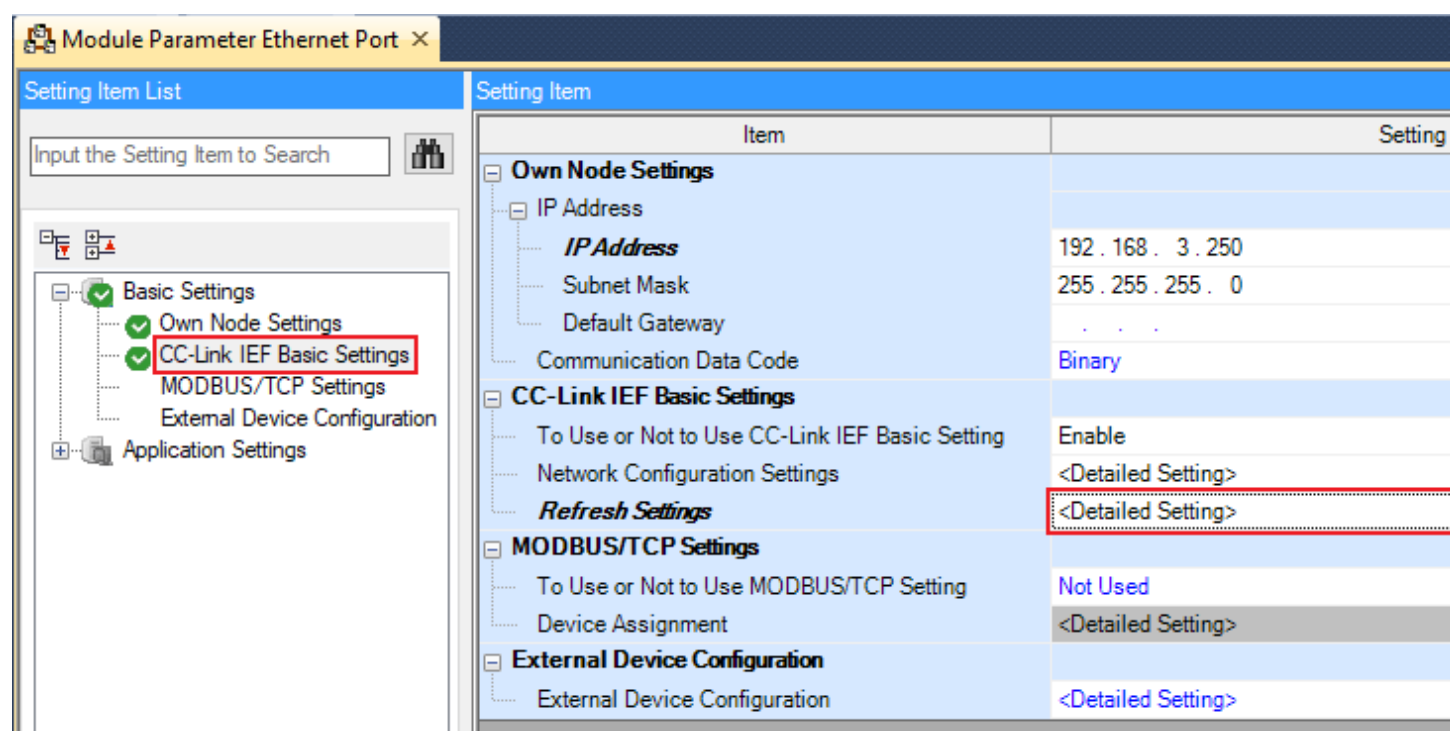 Module Parameter Ethernet Port ×
Setting Item List
Input the Setting Item to Search
Basic Settings
Own Node Settings
CC-Link IEF Basic Settings
MODBUS/TCP Settings
External Device Configuration
Application Settings
Setting Item
Item Setting
Own Node Settings
IP Address
IP Address 192 . 168 . 3 . 250
Subnet Mask 255 . 255 . 255 . 0
Default Gateway . . .
Communication Data Code Binary
CC-Link IEF Basic Settings
To Use or Not to Use CC-Link IEF Basic Setting Enable
Network Configuration Settings <Detailed Setting>
Refresh Settings <Detailed Setting>
MODBUS/TCP Settings
To Use or Not to Use MODBUS/TCP Setting Not Used
Device Assignment <Detailed Setting>
External Device Configuration
External Device Configuration <Detailed Setting>